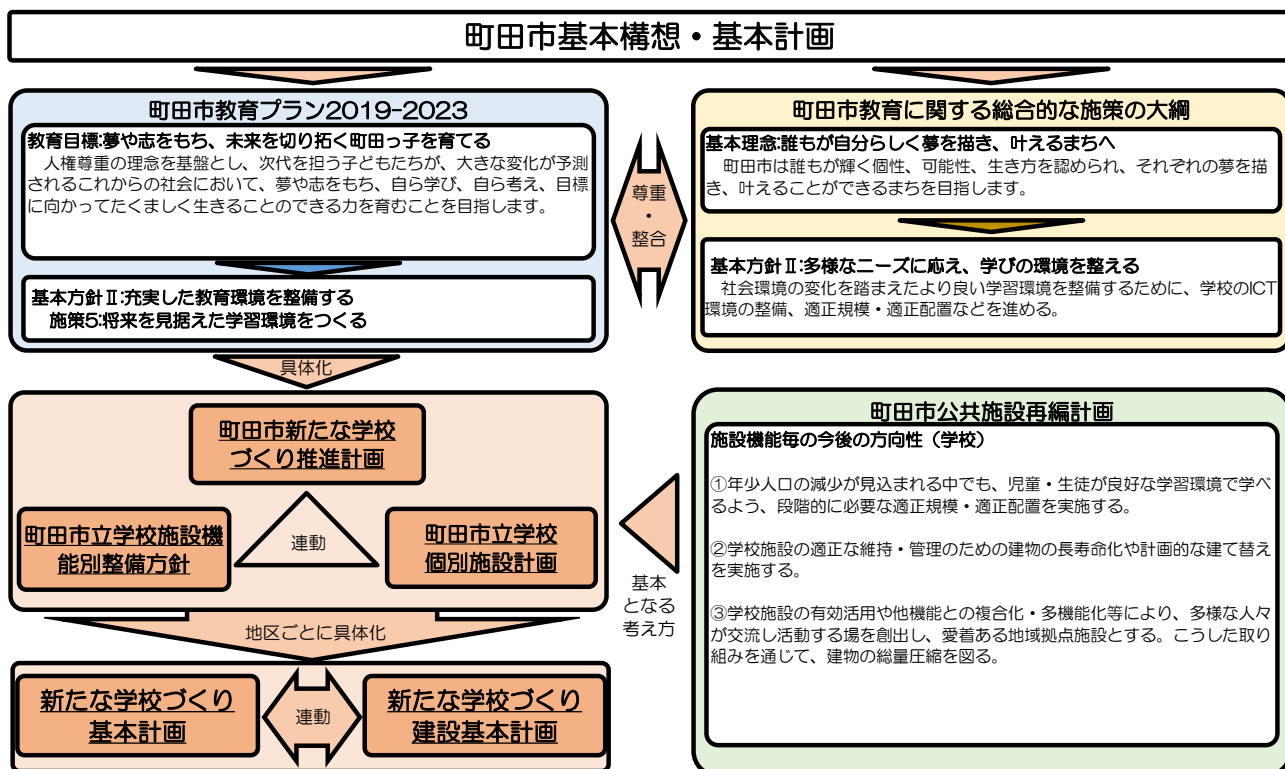 町田市基本構想・基本計画
町田市教育プラン2019-2023
教育目標:夢や志をもち、未来を切り拓く町田っ子を育てる
人権尊重の理念を基盤とし、次代を担う子どもたちが、大きな変化が予測
されるこれからの社会において、夢や志をもち、自ら学び、自ら考え、目標
に向かってたくましく生きることのできる力を育むことを目指します。
基本方針Ⅱ:充実した教育環境を整備する
施策5:将来を見据えた学習環境をつくる
尊重
・
整合
町田市教育に関する総合的な施策の大綱
基本理念:誰もが自分らしく夢を描き、叶えるまちへ
町田市は誰もが輝く個性、可能性、生き方を認められ、それぞれの夢を描
き、叶えることができるまちを目指します。
基本方針Ⅱ:多様なニーズに応え、学びの環境を整える
社会環境の変化を踏まえたより良い学習環境を整備するために、学校のICT
環境の整備、適正規模・適正配置などを進める。
具体化
町田市新たな学校
づくり推進計画
町田市立学校施設機
能別整備方針
連動
町田市立学校
個別施設計画
基本
となる
考え方
町田市公共施設再編計画
施設機能毎の今後の方向性（学校）
①年少人口の減少が見込まれる中でも、児童・生徒が良好な学習環境で学べ
るよう、段階的に必要な適正規模・適正配置を実施する。
②学校施設の適正な維持・管理のための建物の長寿命化や計画的な建て替え
を実施する。
③学校施設の有効活用や他機能との複合化・多機能化等により、多様な人々
が交流し活動する場を創出し、愛着ある地域拠点施設とする。こうした取り
組みを通じて、建物の総量圧縮を図る。
地区ごとに具体化
新たな学校づくり
基本計画
連動
新たな学校づくり
建設基本計画